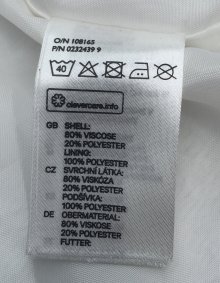 O/N 108165
P/N 0232439 9
40
clevercare.info
GB SHELL:
80% VISCOSE
20% POLYESTER
LINING:
100% POLYESTER
CZ SVRCHNÍ LÁTKA:
80% VISKÓZA
20% POLYESTER
PODŠÍVKA:
100% POLYESTER
DE OBERMATERIAL:
80% VISKOSE
20% POLYESTER
FUTTER: